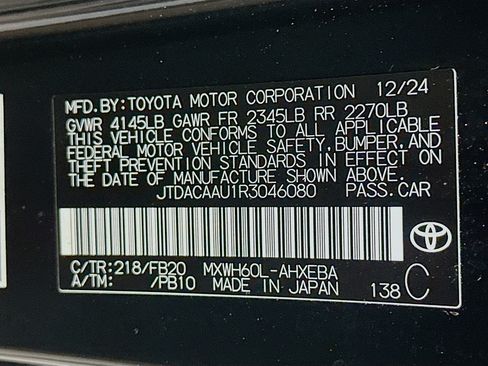 MFD. BY: TOYOTA MOTOR CORPORATION 12/24
GVWR 4145LB GAWR FR 2345LB RR 2270LB
THIS VEHICLE CONFORMS TO ALL APPLICABLE
FEDERAL MOTOR VEHICLE SAFETY, BUMPER, AND
THEFT PREVENTION STANDARDS IN EFFECT ON
THE DATE OF MANUFACTURE SHOWN ABOVE.
JTDACAAU1R3046080 PASS. CAR
C/TR: 218/FB20 MXWH60L-AHXEBA
A/TM: /PB10 MADE IN JAPAN 138 C